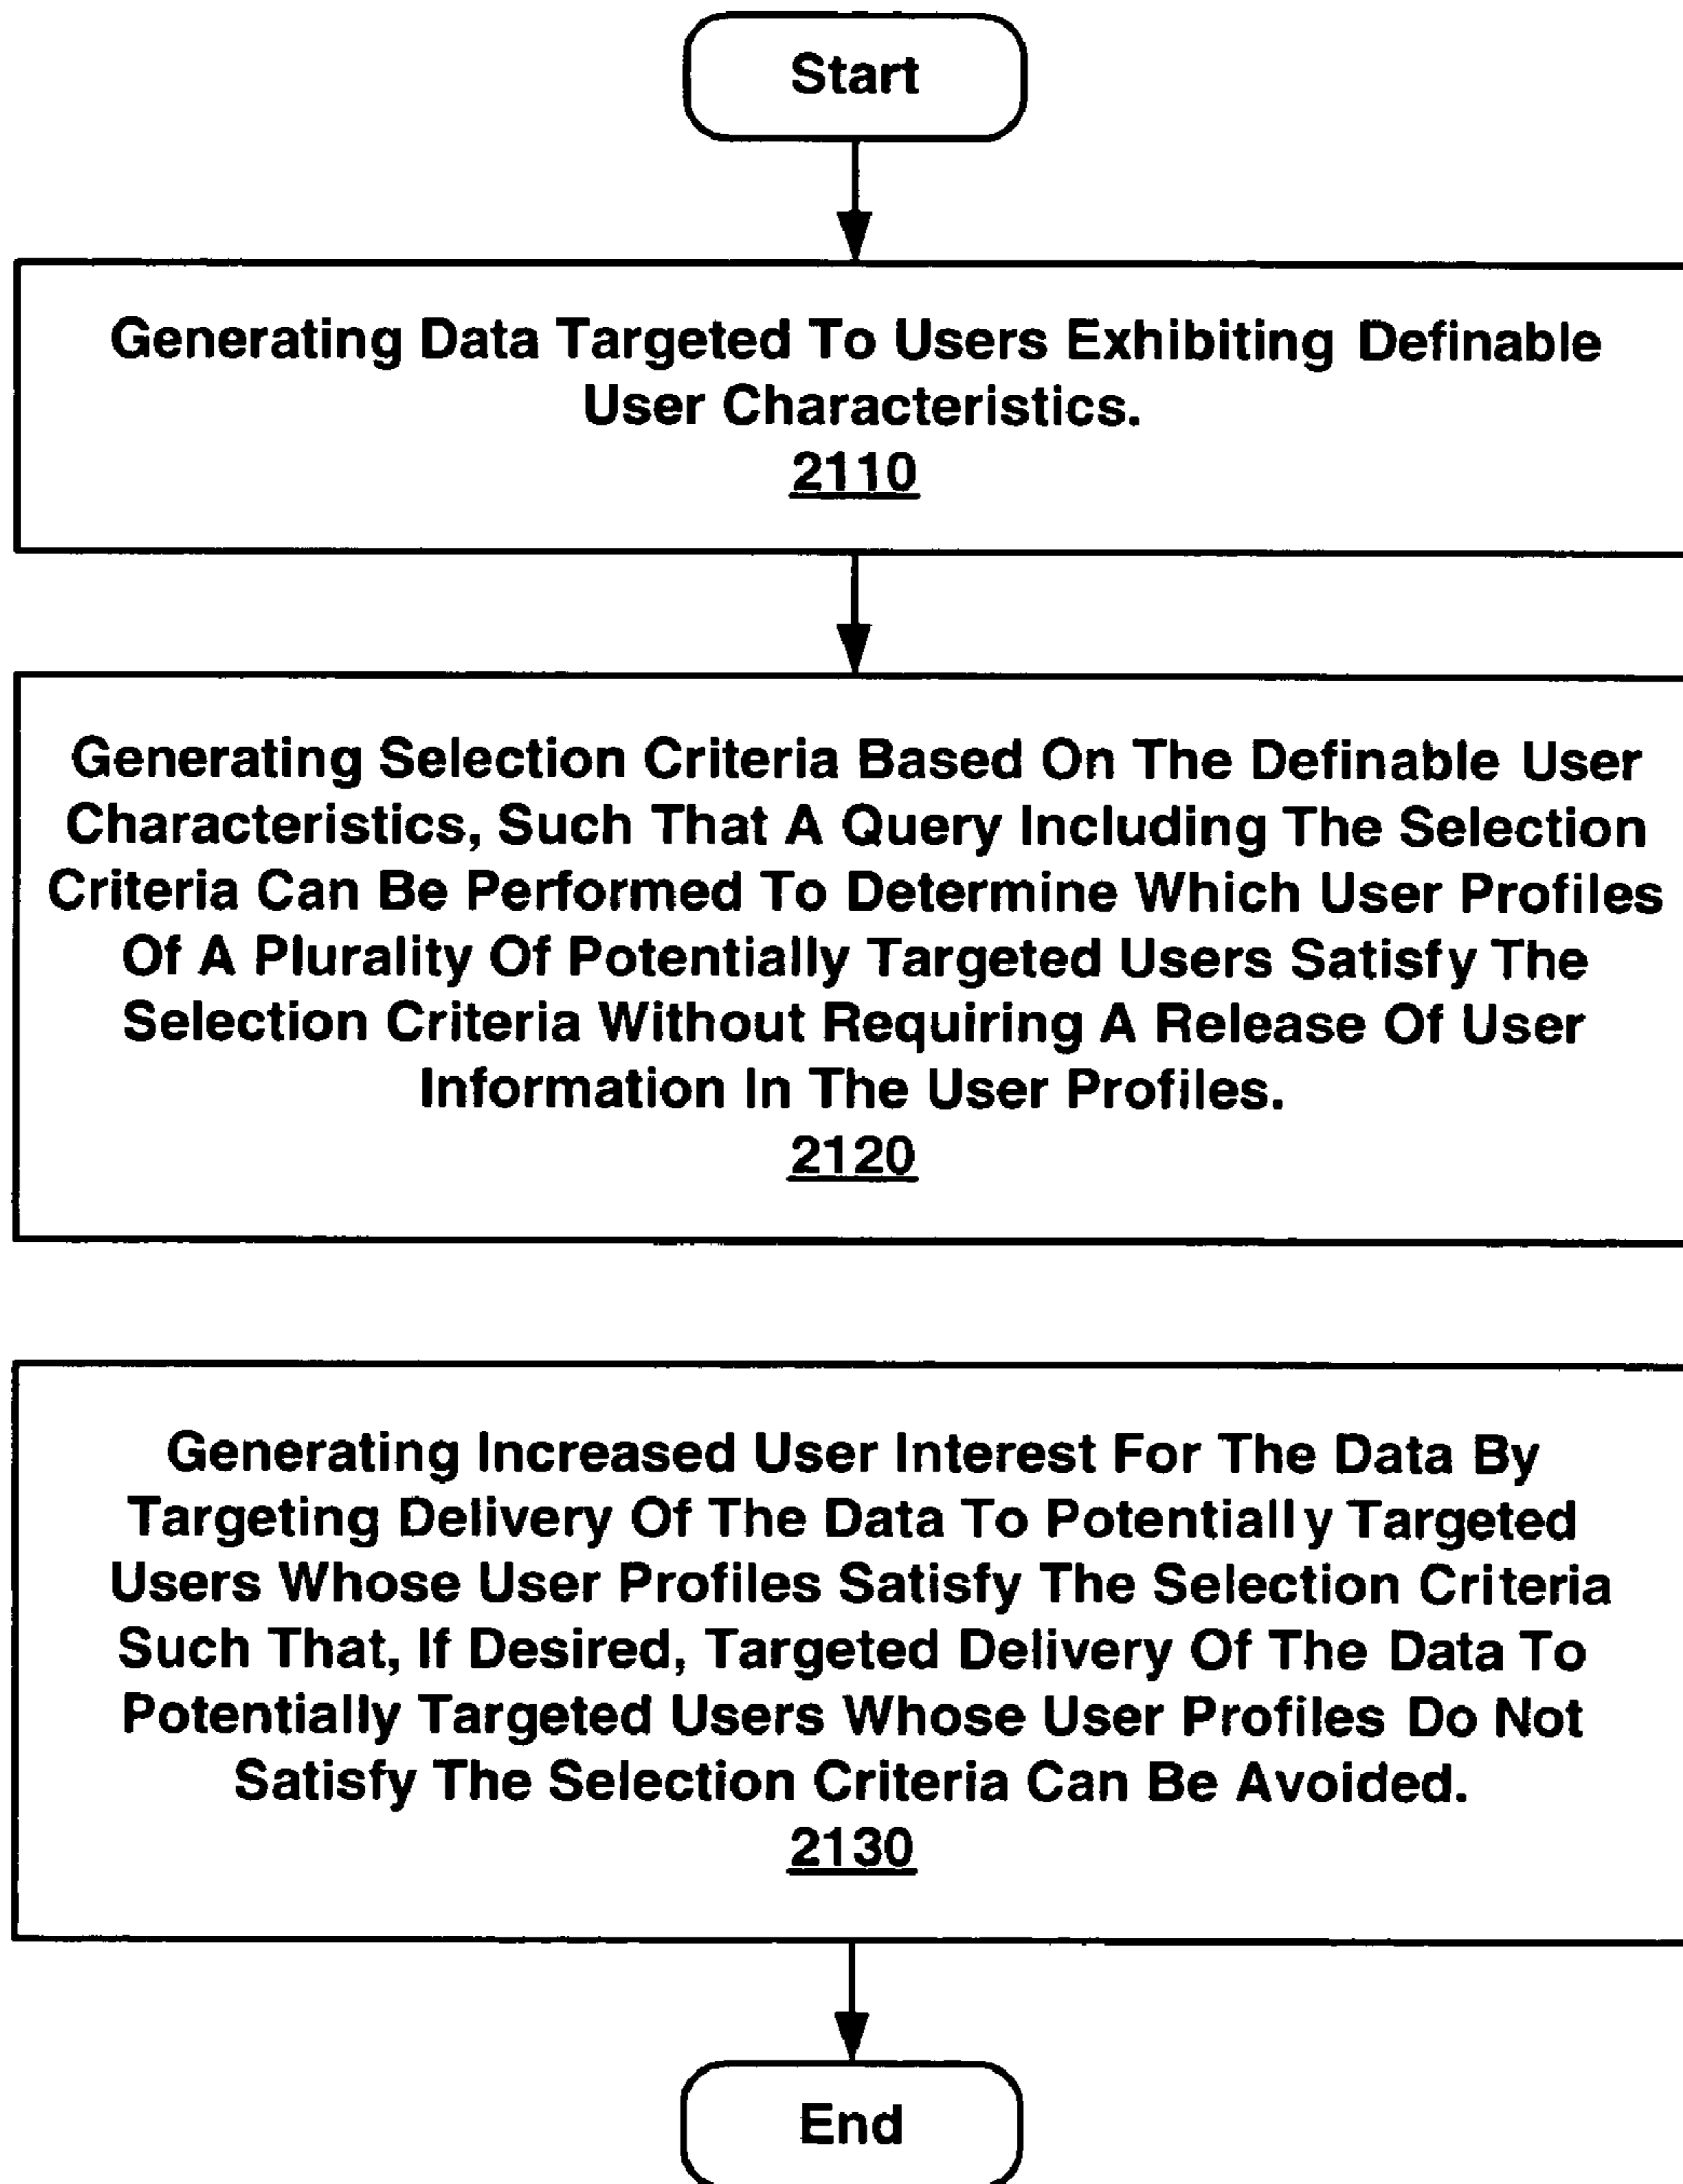 Start
Generating Data Targeted To Users Exhibiting Definable
User Characteristics.
2110
Generating Selection Criteria Based On The Definable User
Characteristics, Such That A Query Including The Selection
Criteria Can Be Performed To Determine Which User Profiles
Of A Plurality Of Potentially Targeted Users Satisfy The
Selection Criteria Without Requiring A Release Of User
Information In The User Profiles.
2120
Generating Increased User Interest For The Data By
Targeting Delivery Of The Data To Potentially Targeted
Users Whose User Profiles Satisfy The Selection Criteria
Such That, If Desired, Targeted Delivery Of The Data To
Potentially Targeted Users Whose User Profiles Do Not
Satisfy The Selection Criteria Can Be Avoided.
2130
End